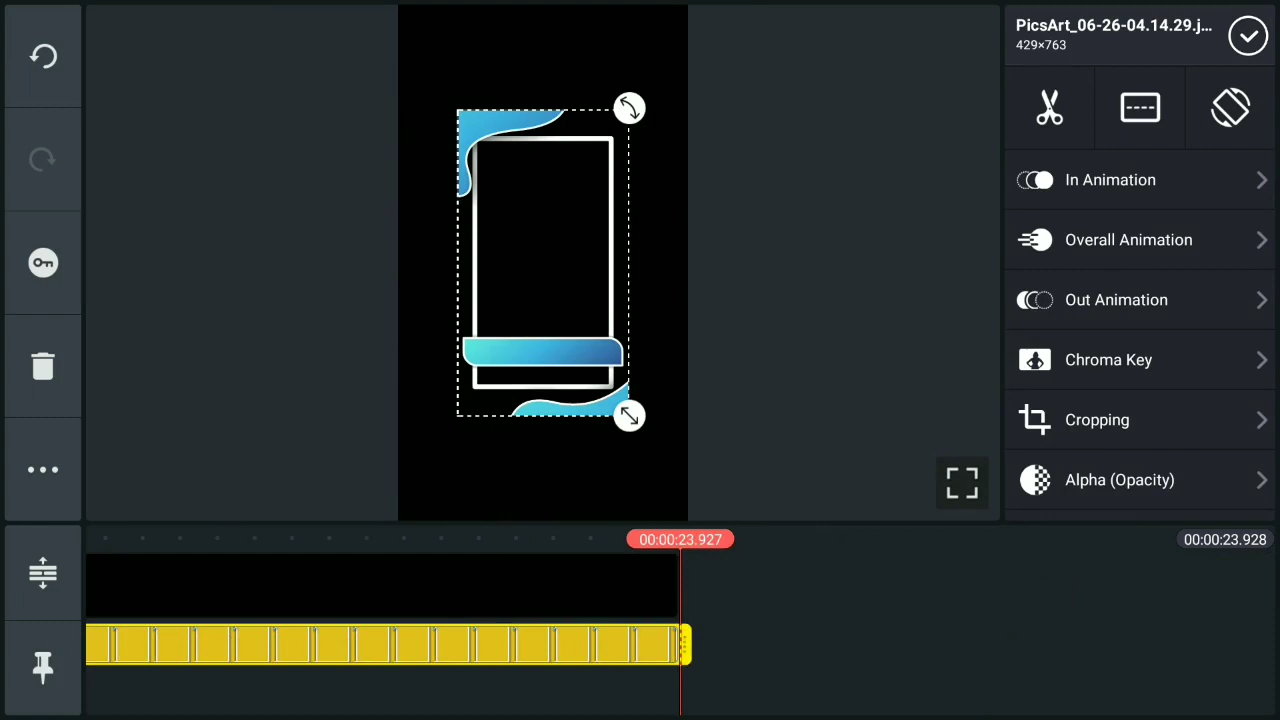 PicsArt_06-26-04.14.29.j...
429×763
In Animation
Overall Animation
Out Animation
Chroma Key
Cropping
Alpha (Opacity)
00:00:23.927
00:00:23.928